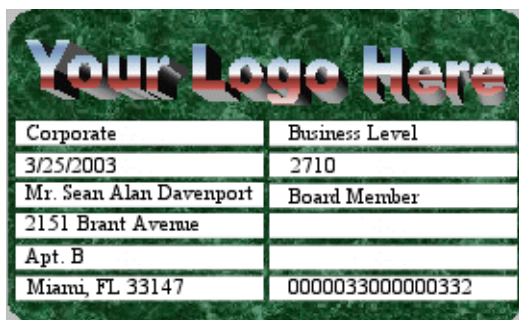 Your Logo Here
Corporate Business Level
3/25/2003 2710
Mr. Sean Alan Davenport Board Member
2151 Brant Avenue
Apt. B
Miami, FL 33147 0000033000000332